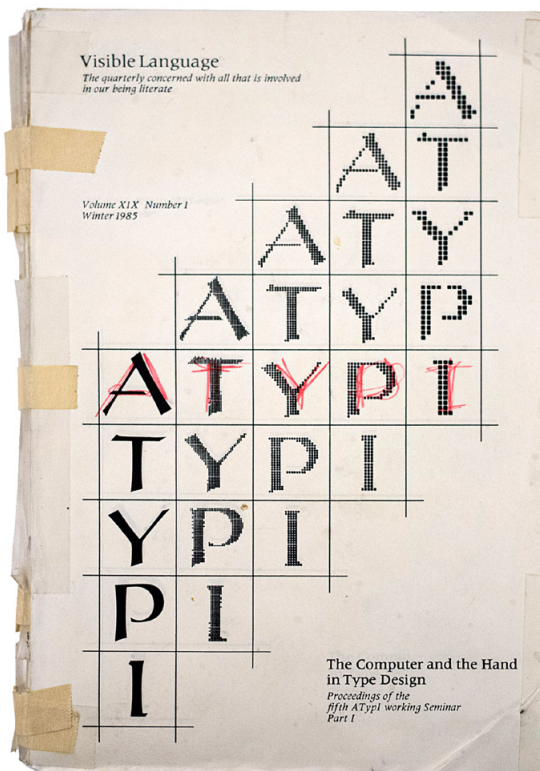 Visible Language
The quarterly concerned with all that is involved
in our being literate
A
A T
Volume XIX Number 1
Winter 1985
A T Y
A T Y P
A T Y P I
T Y P I
Y P I
P I
I
The Computer and the Hand
in Type Design
Proceedings of the
fifth ATypI working Seminar
Part I